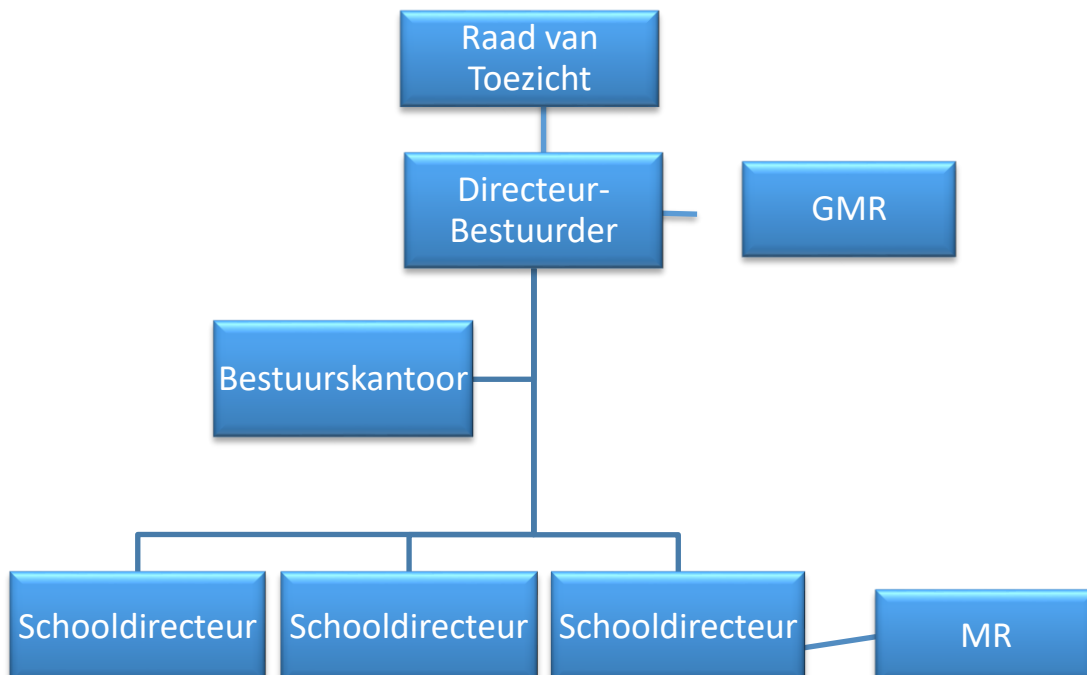 Raad van
Toezicht
Directeur-
Bestuurder
GMR
Bestuurskantoor
Schooldirecteur
Schooldirecteur
Schooldirecteur
MR